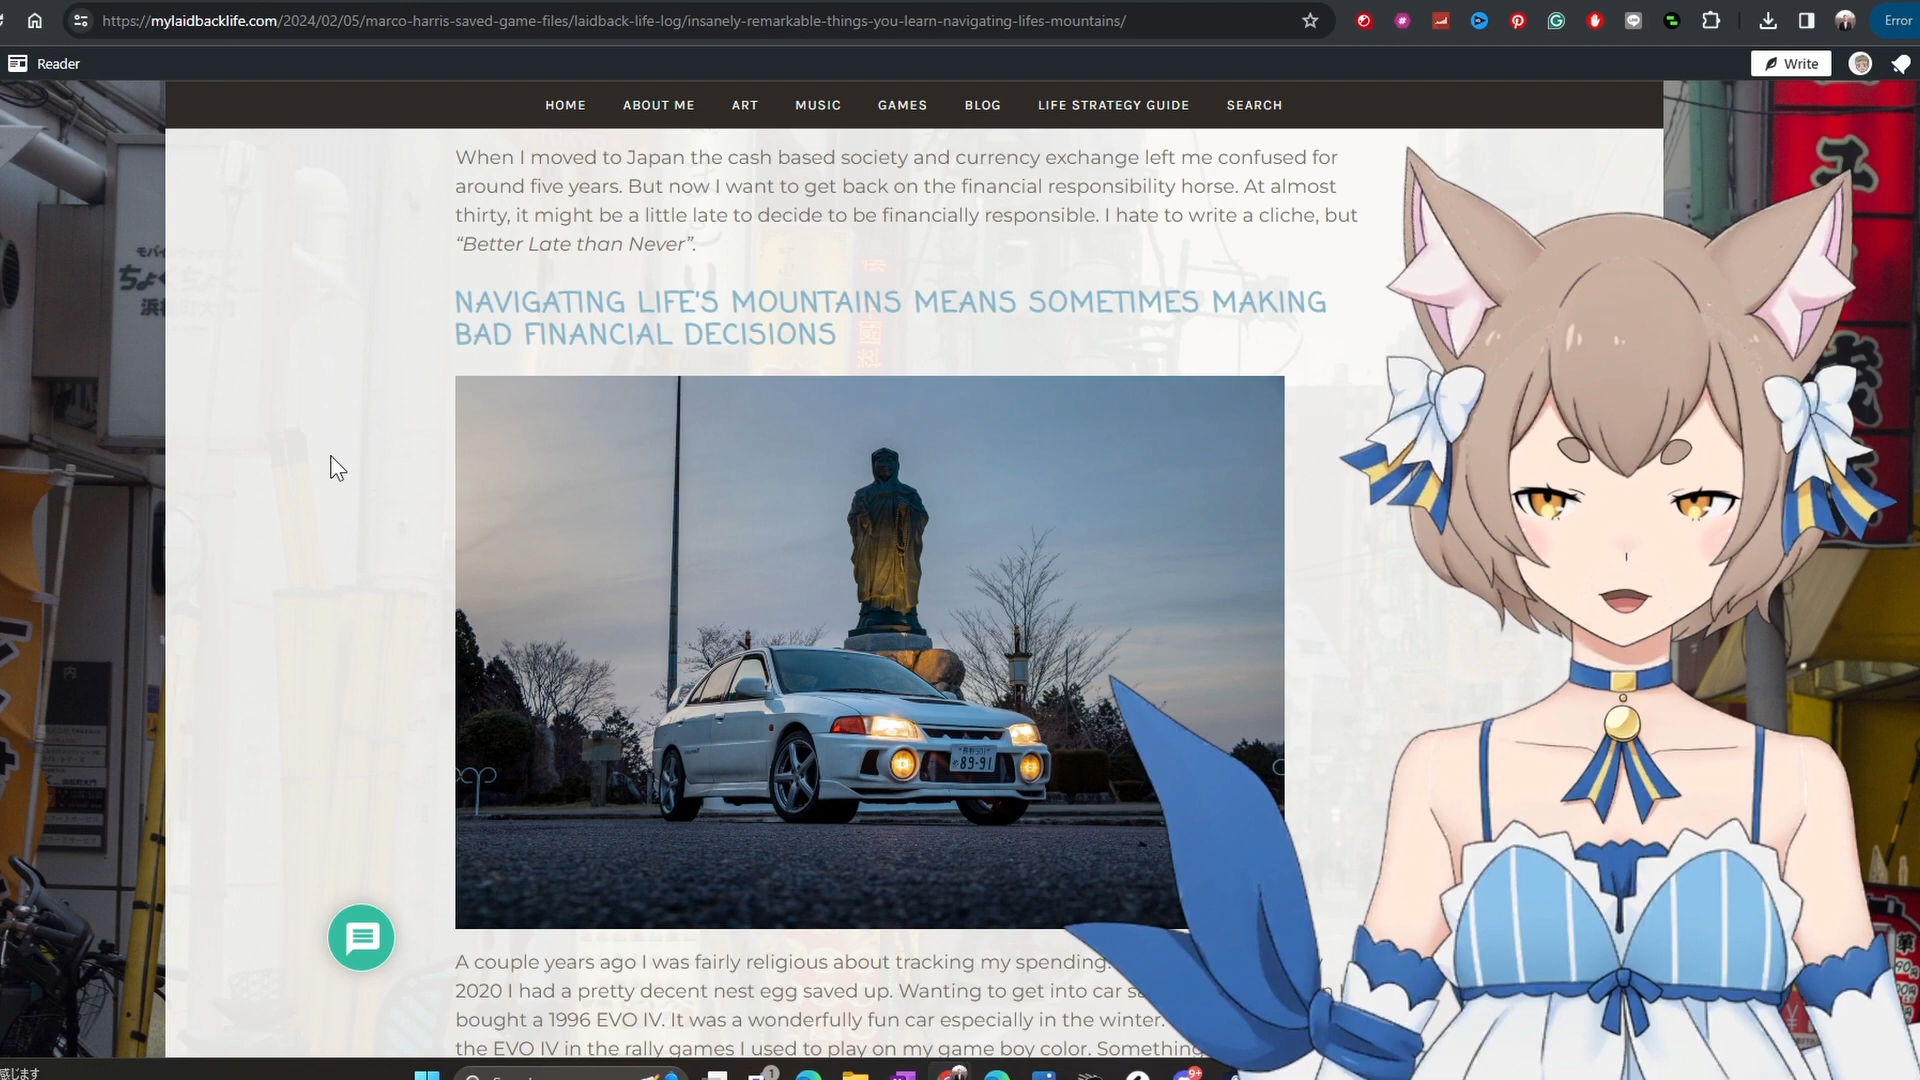 https://mylaidbacklife.com/2024/02/05/marco-harris-saved-game-files/laidback-life-log/insanely-remarkable-things-you-learn-navigating-lifes-mountains/
Error
Reader
Write
HOME ABOUT ME ART MUSIC GAMES BLOG LIFE STRATEGY GUIDE SEARCH
When I moved to Japan the cash based society and currency exchange left me confused for
around five years. But now I want to get back on the financial responsibility horse. At almost
thirty, it might be a little late to decide to be financially responsible. I hate to write a cliche, but
“Better Late than Never”.
NAVIGATING LIFE'S MOUNTAINS MEANS SOMETIMES MAKING
BAD FINANCIAL DECISIONS
89-91
A couple years ago I was fairly religious about tracking my spending.
2020 I had a pretty decent nest egg saved up. Wanting to get into car
bought a 1996 EVO IV. It was a wonderfully fun car especially in the winter.
the EVO IV in the rally games I used to play on my game boy color. Something
感じます